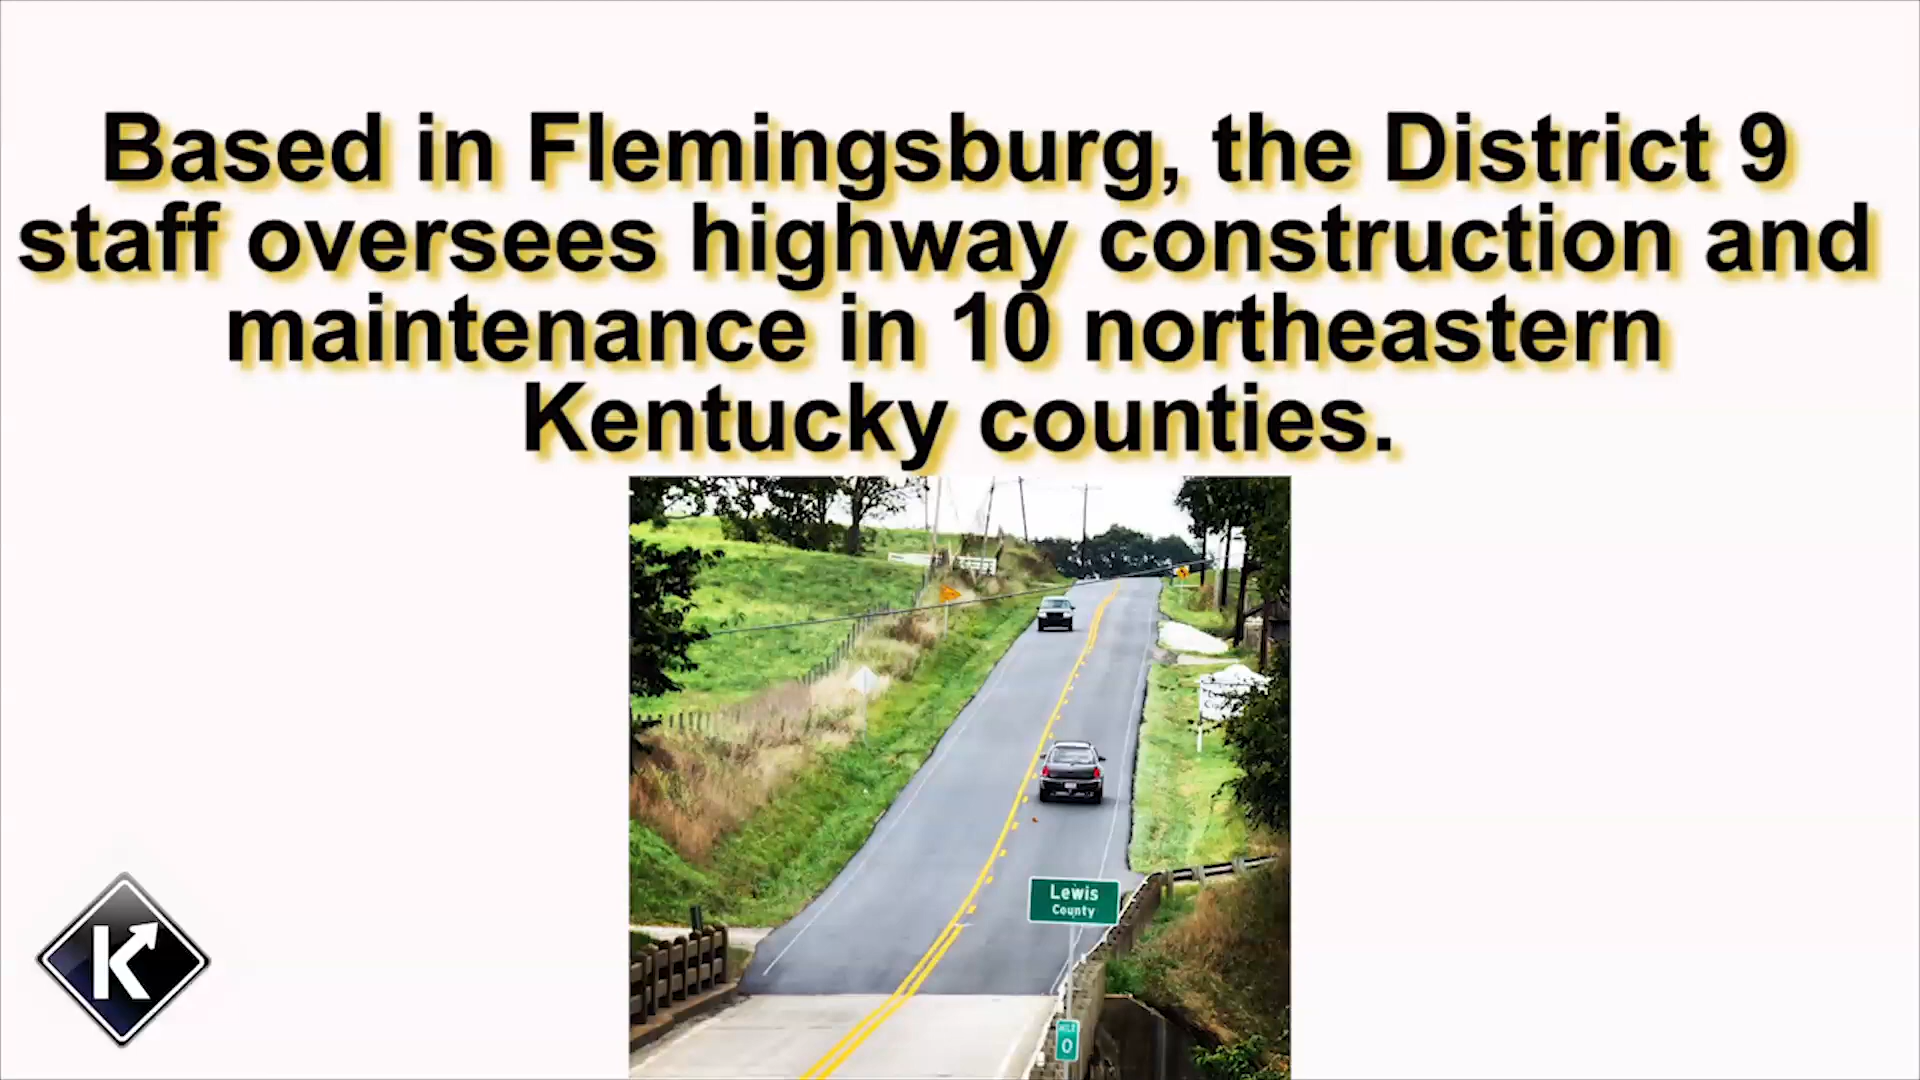 Based in Flemingsburg, the District 9
staff oversees highway construction and
maintenance in 10 northeastern
Kentucky counties.
Lewis
County
MILE
0
K